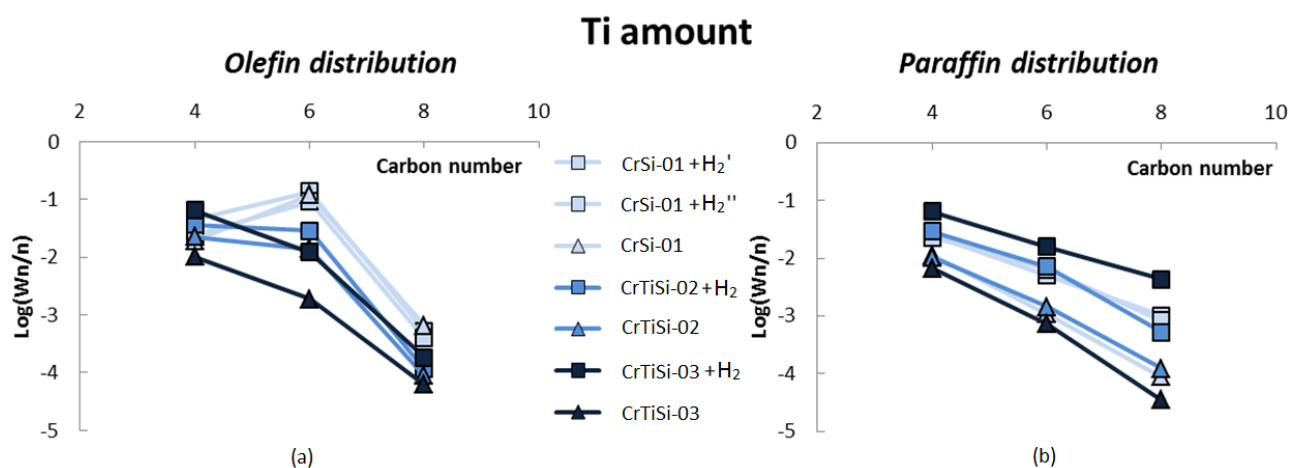 Ti amount
Olefin distribution
2 4 6 8 10
0
-1
-2
-3
-4
-5
Log(Wn/n)
Carbon number
(a)
CrSi-01 +H₂'
CrSi-01 +H₂''
CrSi-01
CrTiSi-02 +H₂
CrTiSi-02
CrTiSi-03 +H₂
CrTiSi-03
Paraffin distribution
2 4 6 8 10
0
-1
-2
-3
-4
-5
Log(Wn/n)
Carbon number
(b)